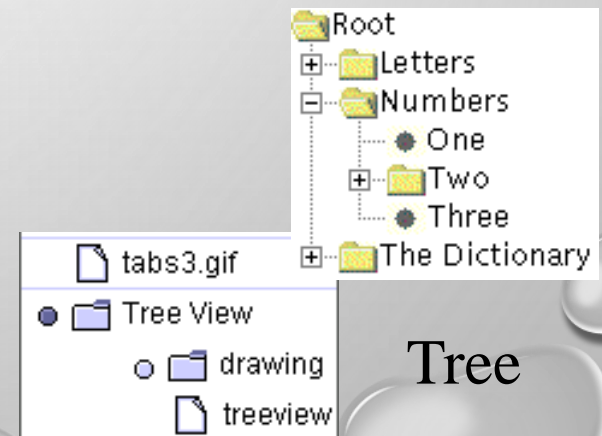 Root
Letters
Numbers
One
Two
Three
The Dictionary
tabs3.gif
Tree View
drawing
treeview
Tree